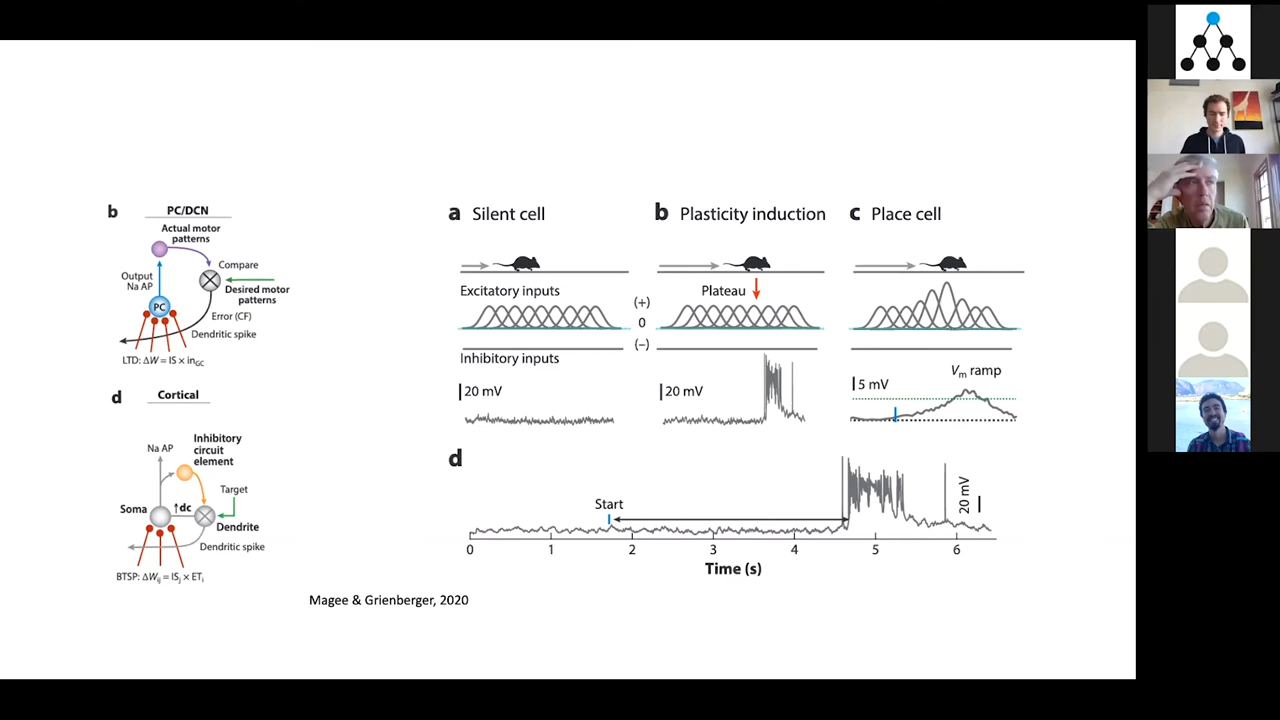 b
PC/DCN
Actual motor
patterns
Compare
Output
Na AP
Desired motor
patterns
PC
Error (CF)
Dendritic spike
LTD: ΔW = IS × in_GC
d
Cortical
Na AP
Inhibitory
circuit
element
Target
Soma
↑dc
Dendrite
Dendritic spike
BTSP: ΔW_ij = IS_j × ET_i
Magee & Grienberger, 2020
a Silent cell
b Plasticity induction
c Place cell
Excitatory inputs
(+)
0
(–)
Plateau
Inhibitory inputs
20 mV
20 mV
5 mV
V_m ramp
d
Start
20 mV
0 1 2 3 4 5 6
Time (s)